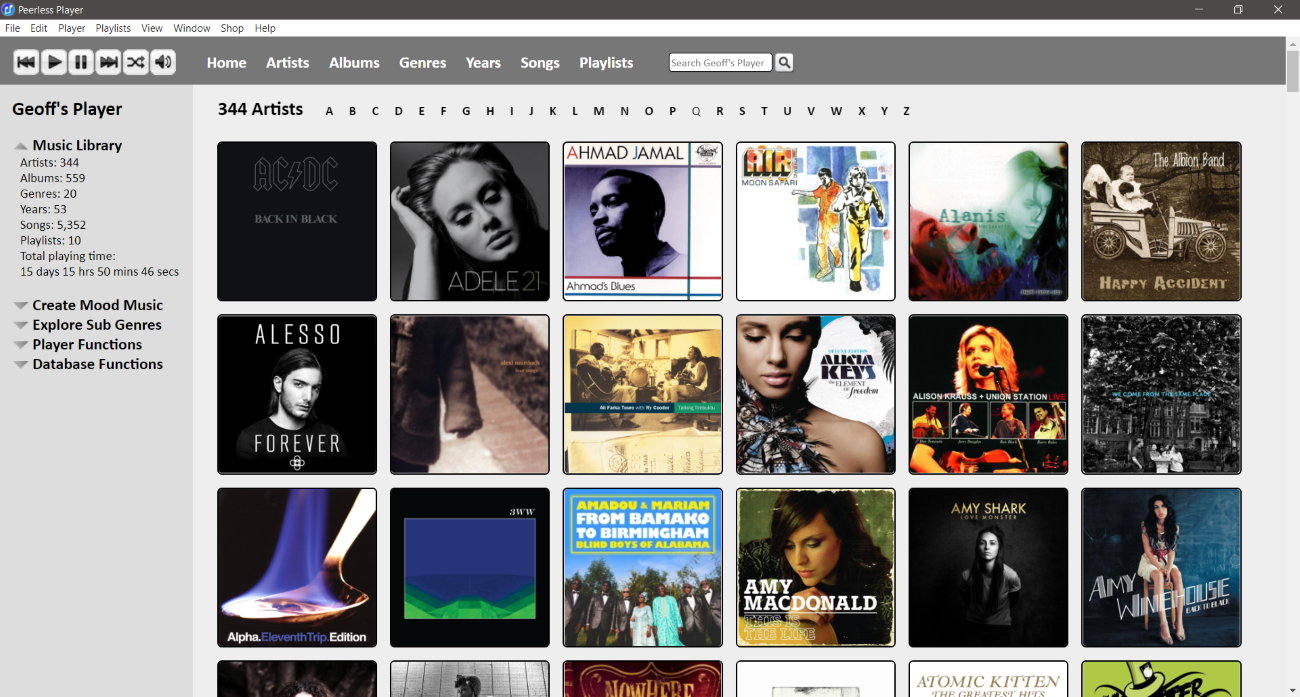 Peerless Player
File Edit Player Playlists View Window Shop Help
Home Artists Albums Genres Years Songs Playlists Search Geoff's Player
Geoff's Player
Music Library
Artists: 344
Albums: 559
Genres: 20
Years: 53
Songs: 5,352
Playlists: 10
Total playing time:
15 days 15 hrs 50 mins 46 secs
Create Mood Music
Explore Sub Genres
Player Functions
Database Functions
344 Artists A B C D E F G H I J K L M N O P Q R S T U V W X Y Z
AC/DC
BACK IN BLACK
ADELE 21
AHMAD JAMAL
Ahmad's Blues
AIR
MOON SAFARI
Alanis
The Albion Band
HAPPY ACCIDENT
ALESSO
FOREVER
Ali Farka Toure with Ry Cooder Talking Timbuktu
DELUXE EDITION
ALICIA
KEYS
the ELEMENT
of freedom
ALISON KRAUSS + UNION STATION LIVE
WE COME FROM THE SAME PLACE
Alpha.EleventhTrip.Edition
3WW
AMADOU & MARIAM
FROM BAMAKO
TO BIRMINGHAM
BLIND BOYS OF ALABAMA
AMY
MACDONALD
THIS IS
THE LIFE
AMY SHARK
LOVE MONSTER
AMY
WINEHOUSE
BACK TO BLACK
NOWHERE
ATOMIC KITTEN
THE GREATEST HITS